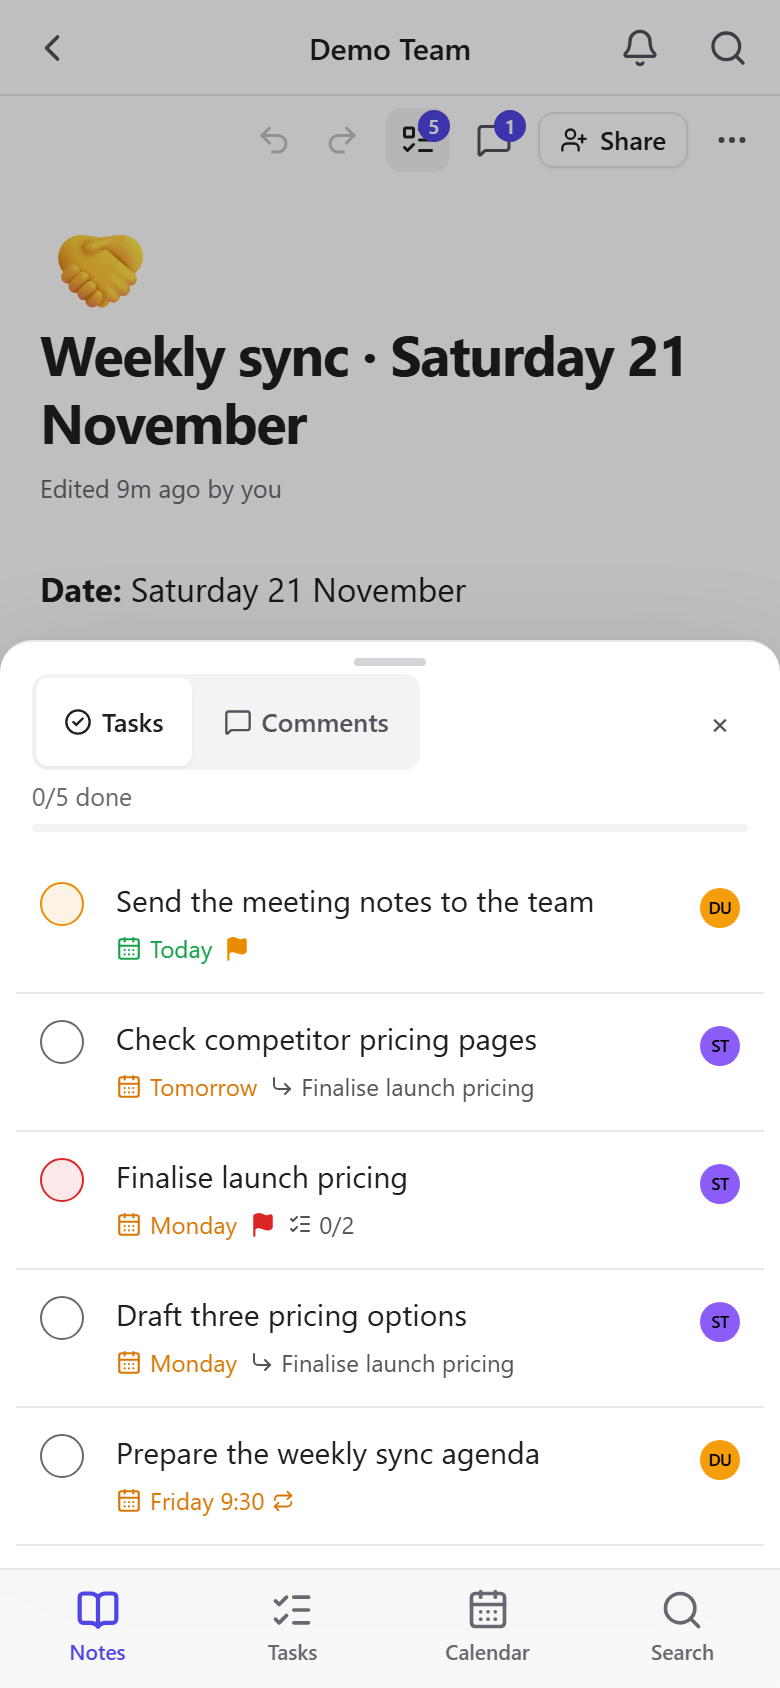 Demo Team
5
1
Share
Weekly sync · Saturday 21
November
Edited 9m ago by you
Date: Saturday 21 November
Tasks
Comments
0/5 done
Send the meeting notes to the team
DU
Today
Check competitor pricing pages
ST
Tomorrow
Finalise launch pricing
Finalise launch pricing
ST
Monday
0/2
Draft three pricing options
ST
Monday
Finalise launch pricing
Prepare the weekly sync agenda
DU
Friday 9:30
Notes
Tasks
Calendar
Search